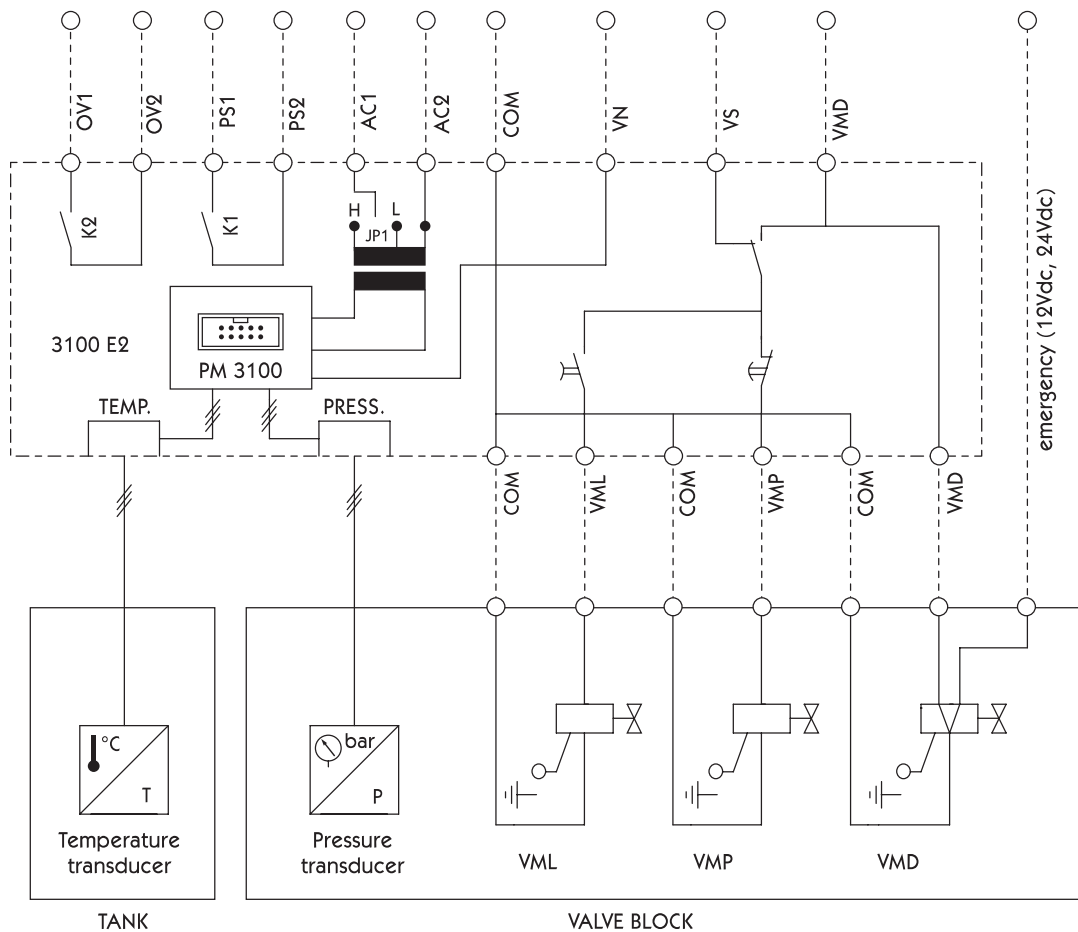 OV1
OV2
PS1
PS2
AC1
AC2
COM
VN
VS
VMD
emergency (12Vdc, 24Vdc)
K2
K1
H
L
JP1
3100 E2
PM 3100
TEMP.
PRESS.
COM
VML
COM
VMP
COM
VMD
°C
T
bar
P
Temperature
transducer
Pressure
transducer
VML
VMP
VMD
TANK
VALVE BLOCK